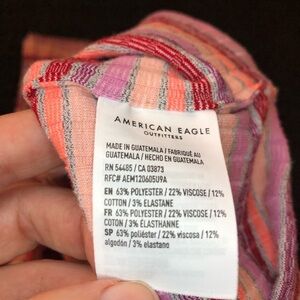 AMERICAN EAGLE
OUTFITTERS
MADE IN GUATEMALA / FABRIQUÉ AU
GUATEMALA / HECHO EN GUATEMALA
RN 54485 / CA 03873
RFC# AEM120605U9A
EN 63% POLYESTER / 22% VISCOSE / 12%
COTTON / 3% ELASTANE
FR 63% POLYESTER / 22% VISCOSE / 12%
COTON / 3% ÉLASTHANNE
SP 63% poliéster / 22% viscosa / 12%
algodón / 3% elastano